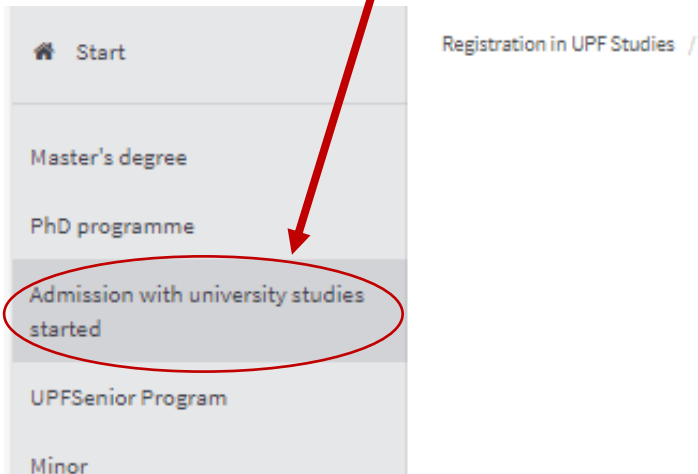 Start
Registration in UPF Studies /
Master's degree
PhD programme
Admission with university studies
started
UPFSenior Program
Minor